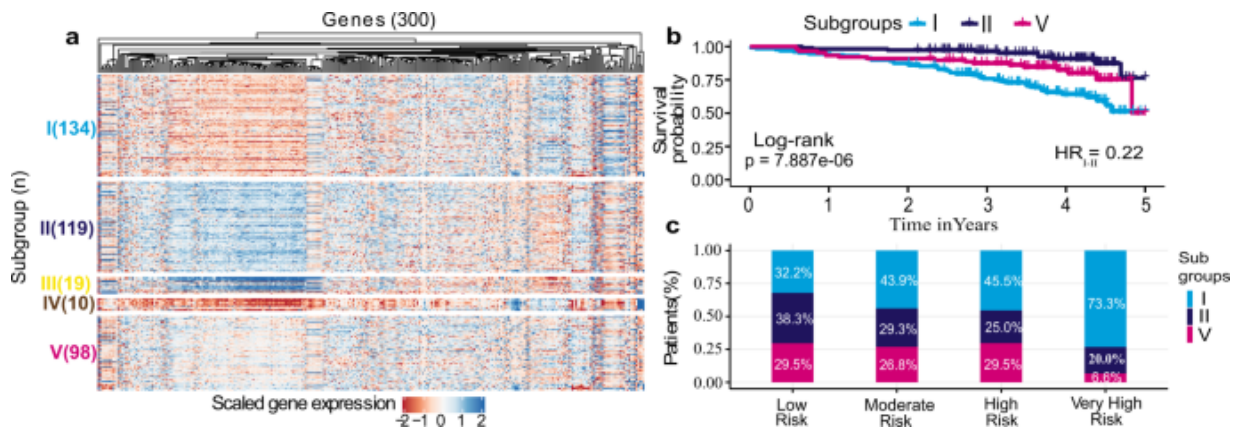 a
Genes (300)
Subgroup (n)
I(134)
II(119)
III(19)
IV(10)
V(98)
Scaled gene expression
-2 -1 0 1 2
b
Subgroups I II V
Survival
probability
1.00
0.75
0.50
0.25
0.00
Log-rank
p = 7.887e-06
HR I-II = 0.22
0 1 2 3 4 5
Time in Years
c
Patients(%)
1.00
0.75
0.50
0.25
0.00
32.2% 43.9% 45.5% 73.3%
38.3% 29.3% 25.0% 20.0%
29.5% 26.8% 29.5% 6.6%
Low Moderate High Very High
Risk Risk Risk Risk
Sub
groups
I
II
V